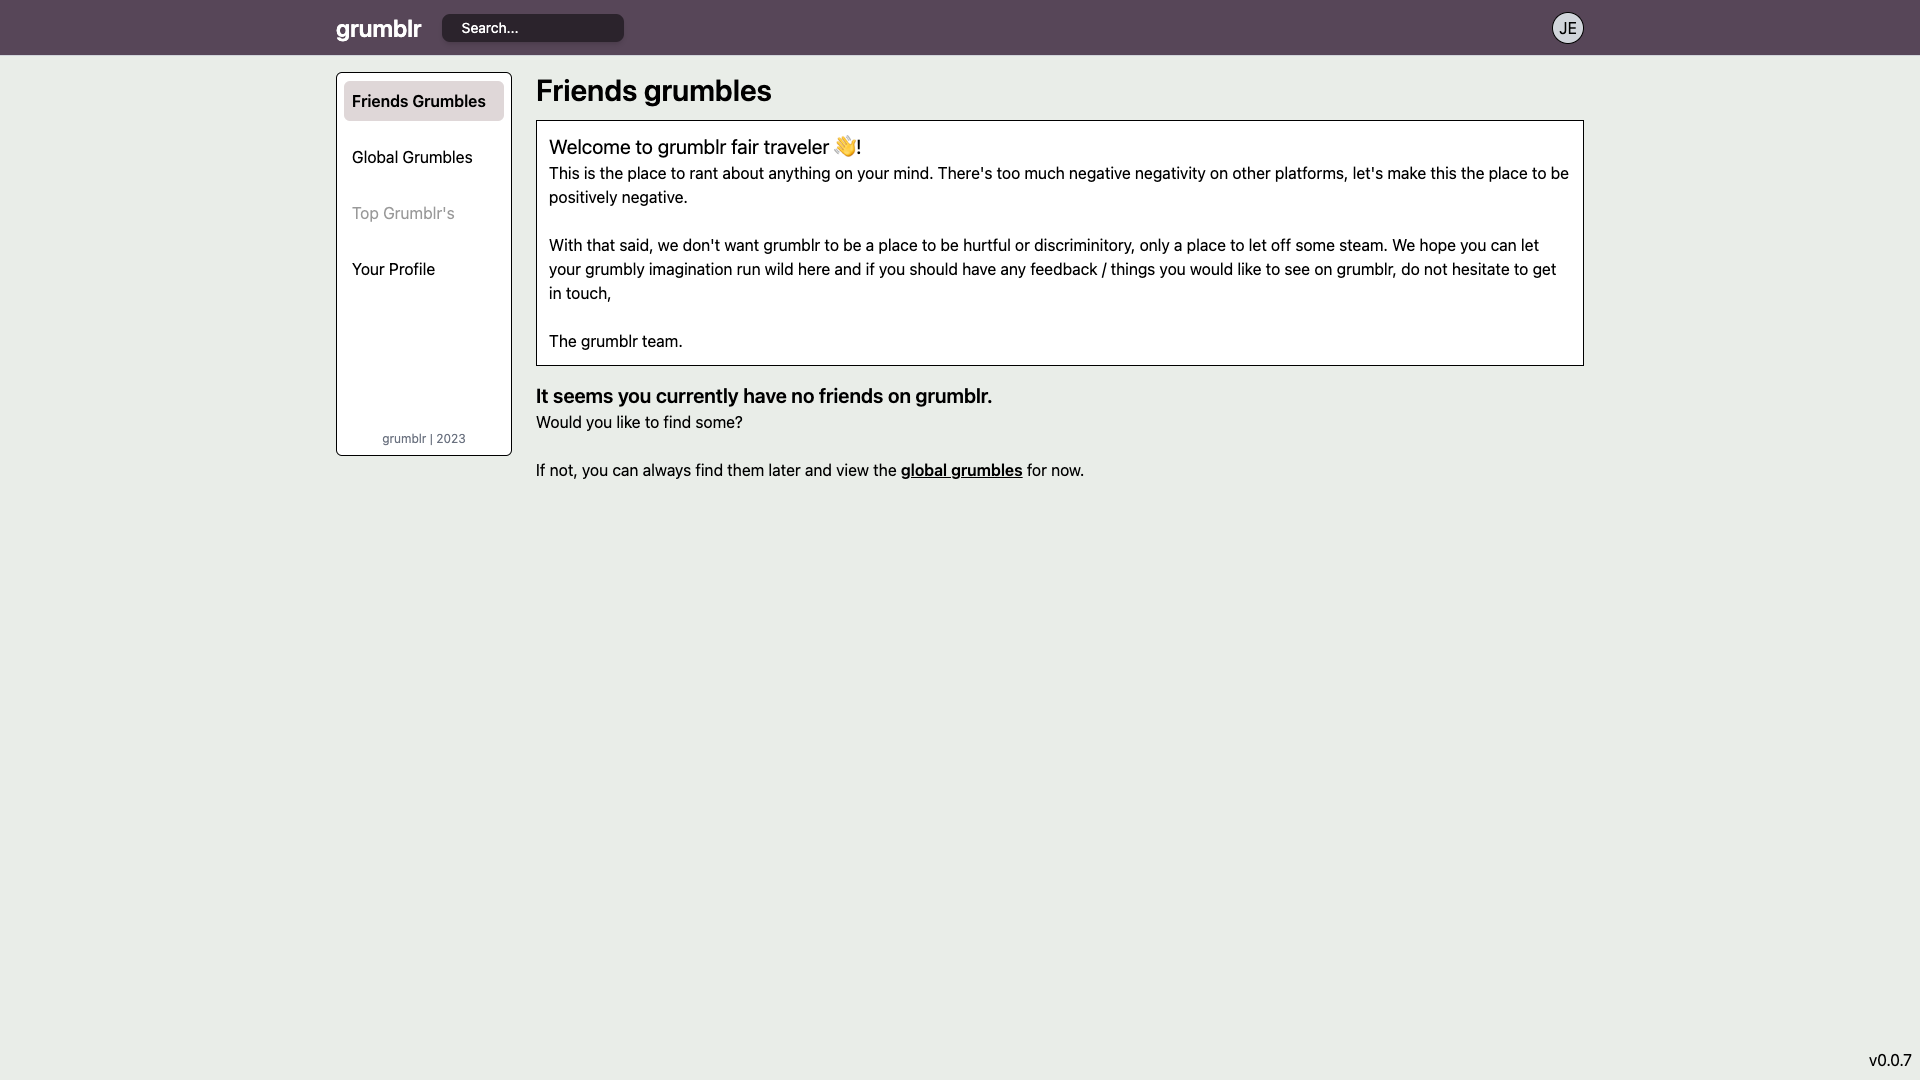 grumblr
Search...
JE
Friends Grumbles
Global Grumbles
Top Grumblr's
Your Profile
grumblr | 2023
Friends grumbles
Welcome to grumblr fair traveler 👋!
This is the place to rant about anything on your mind. There's too much negative negativity on other platforms, let's make this the place to be
positively negative.
With that said, we don't want grumblr to be a place to be hurtful or discriminitory, only a place to let off some steam. We hope you can let
your grumbly imagination run wild here and if you should have any feedback / things you would like to see on grumblr, do not hesitate to get
in touch,
The grumblr team.
It seems you currently have no friends on grumblr.
Would you like to find some?
If not, you can always find them later and view the global grumbles for now.
v0.0.7